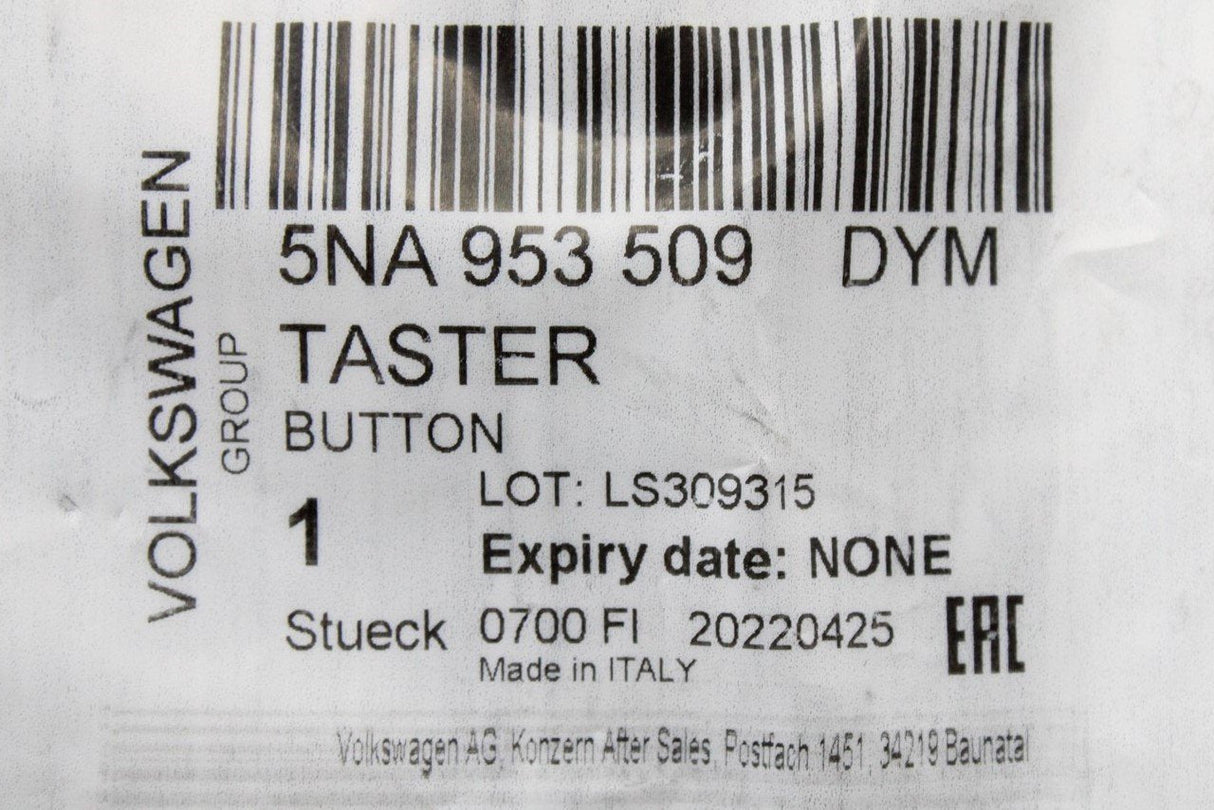 VOLKSWAGEN
GROUP
5NA 953 509 DYM
TASTER
BUTTON
1
LOT: LS309315
Expiry date: NONE
Stueck 0700 FI 20220425
EAC
Made in ITALY
Volkswagen AG, Konzern After Sales, Postfach 1451, 34219 Baunatal